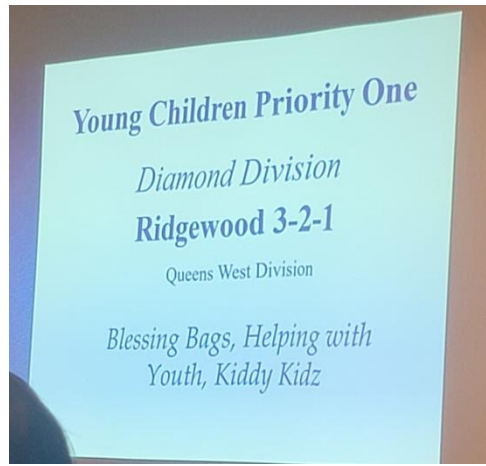 Young Children Priority One
Diamond Division
Ridgewood 3-2-1
Queens West Division
Blessing Bags, Helping with
Youth, Kiddy Kidz